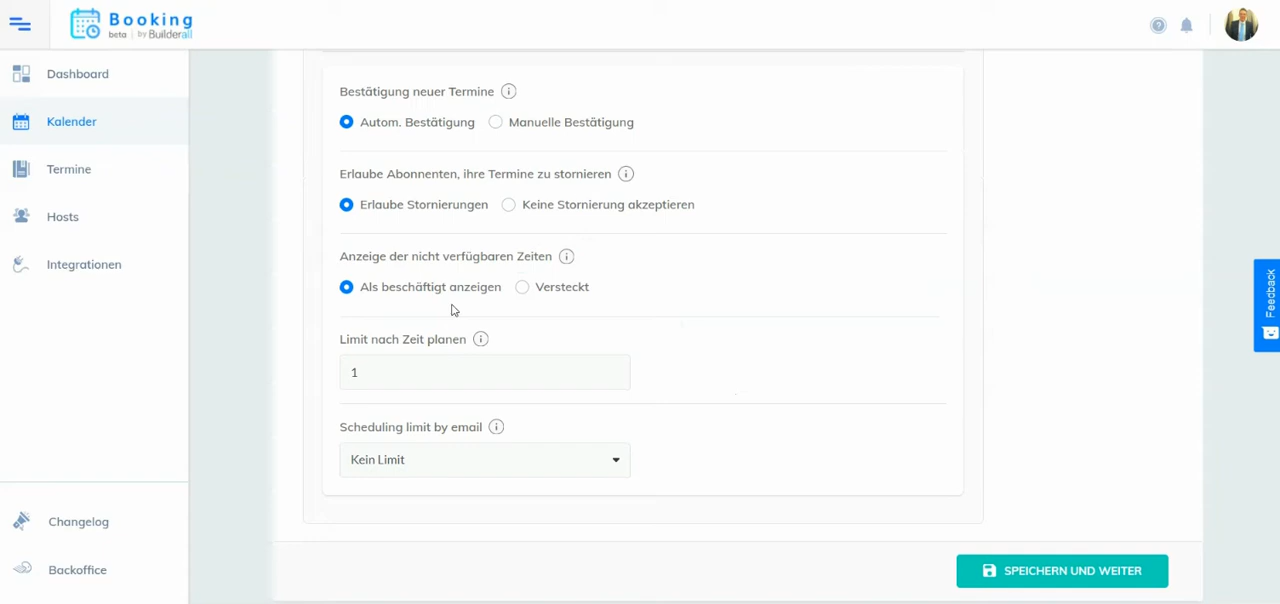 Booking
beta | by Builderall
Dashboard
Kalender
Termine
Hosts
Integrationen
Changelog
Backoffice
Bestätigung neuer Termine
Autom. Bestätigung Manuelle Bestätigung
Erlaube Abonnenten, ihre Termine zu stornieren
Erlaube Stornierungen Keine Stornierung akzeptieren
Anzeige der nicht verfügbaren Zeiten
Als beschäftigt anzeigen Versteckt
Limit nach Zeit planen
1
Scheduling limit by email
Kein Limit
SPEICHERN UND WEITER
Feedback